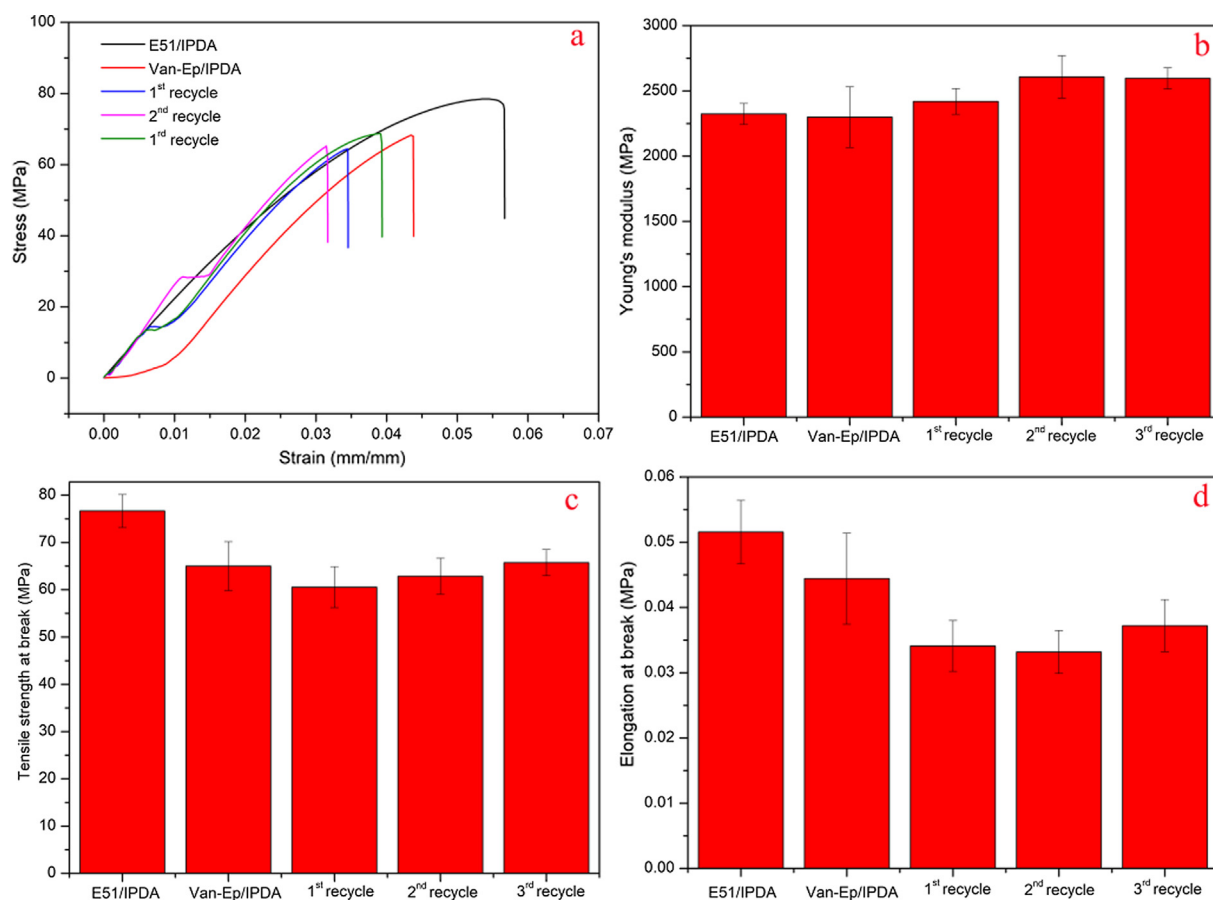 a
E51/IPDA
Van-Ep/IPDA
1st recycle
2nd recycle
1rd recycle
100
80
60
40
20
0
Stress (MPa)
0.00 0.01 0.02 0.03 0.04 0.05 0.06 0.07
Strain (mm/mm)
b
3000
2500
2000
1500
1000
500
0
Young's modulus (MPa)
E51/IPDA Van-Ep/IPDA 1st recycle 2nd recycle 3rd recycle
c
80
70
60
50
40
30
20
10
0
Tensile strength at break (MPa)
E51/IPDA Van-Ep/IPDA 1st recycle 2nd recycle 3rd recycle
d
0.06
0.05
0.04
0.03
0.02
0.01
0.00
Elongation at break (MPa)
E51/IPDA Van-Ep/IPDA 1st recycle 2nd recycle 3rd recycle